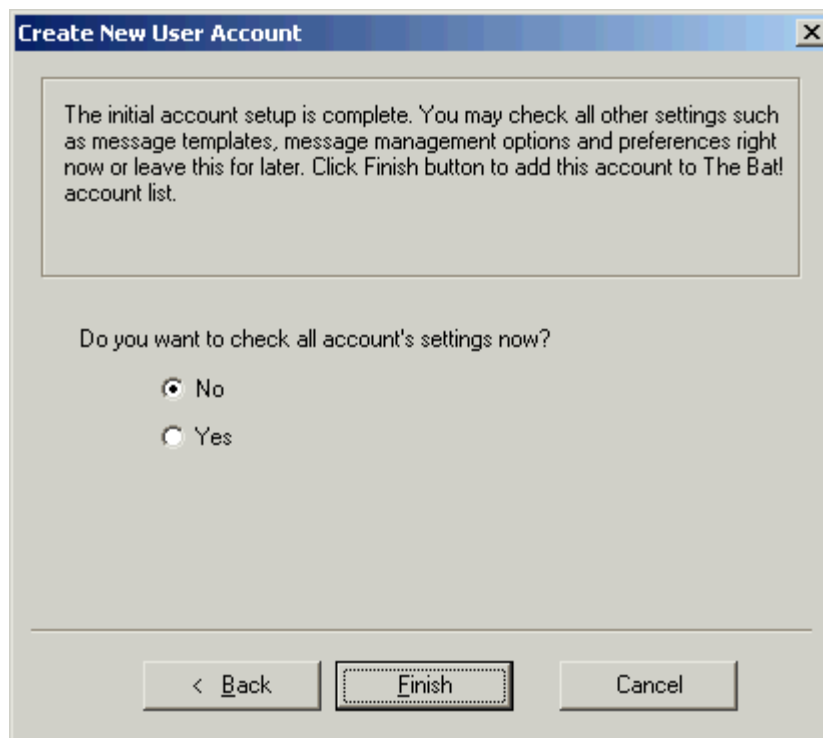 Create New User Account
The initial account setup is complete. You may check all other settings such
as message templates, message management options and preferences right
now or leave this for later. Click Finish button to add this account to The Bat!
account list.
Do you want to check all account's settings now?
No
Yes
< Back
Finish
Cancel